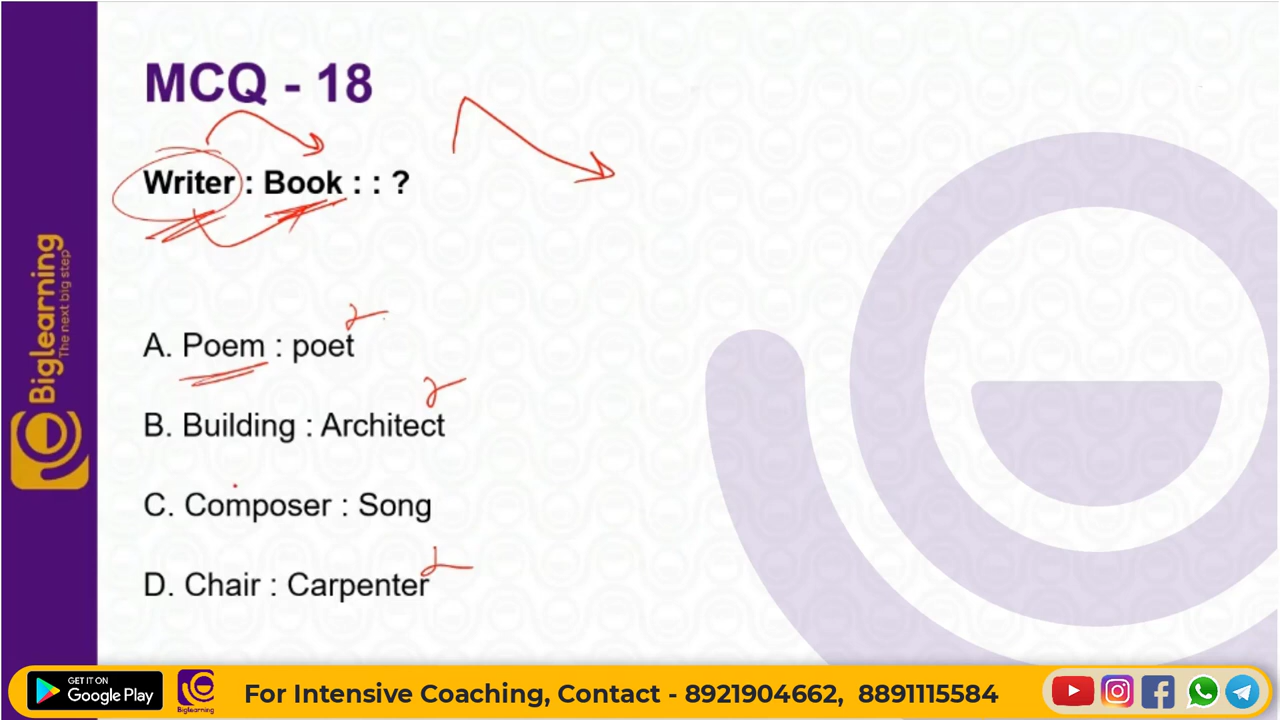 MCQ - 18
Writer : Book : : ?
A. Poem : poet
B. Building : Architect
C. Composer : Song
D. Chair : Carpenter
Biglearning
The next big step
GET IT ON
Google Play
Biglearning
For Intensive Coaching, Contact - 8921904662, 8891115584